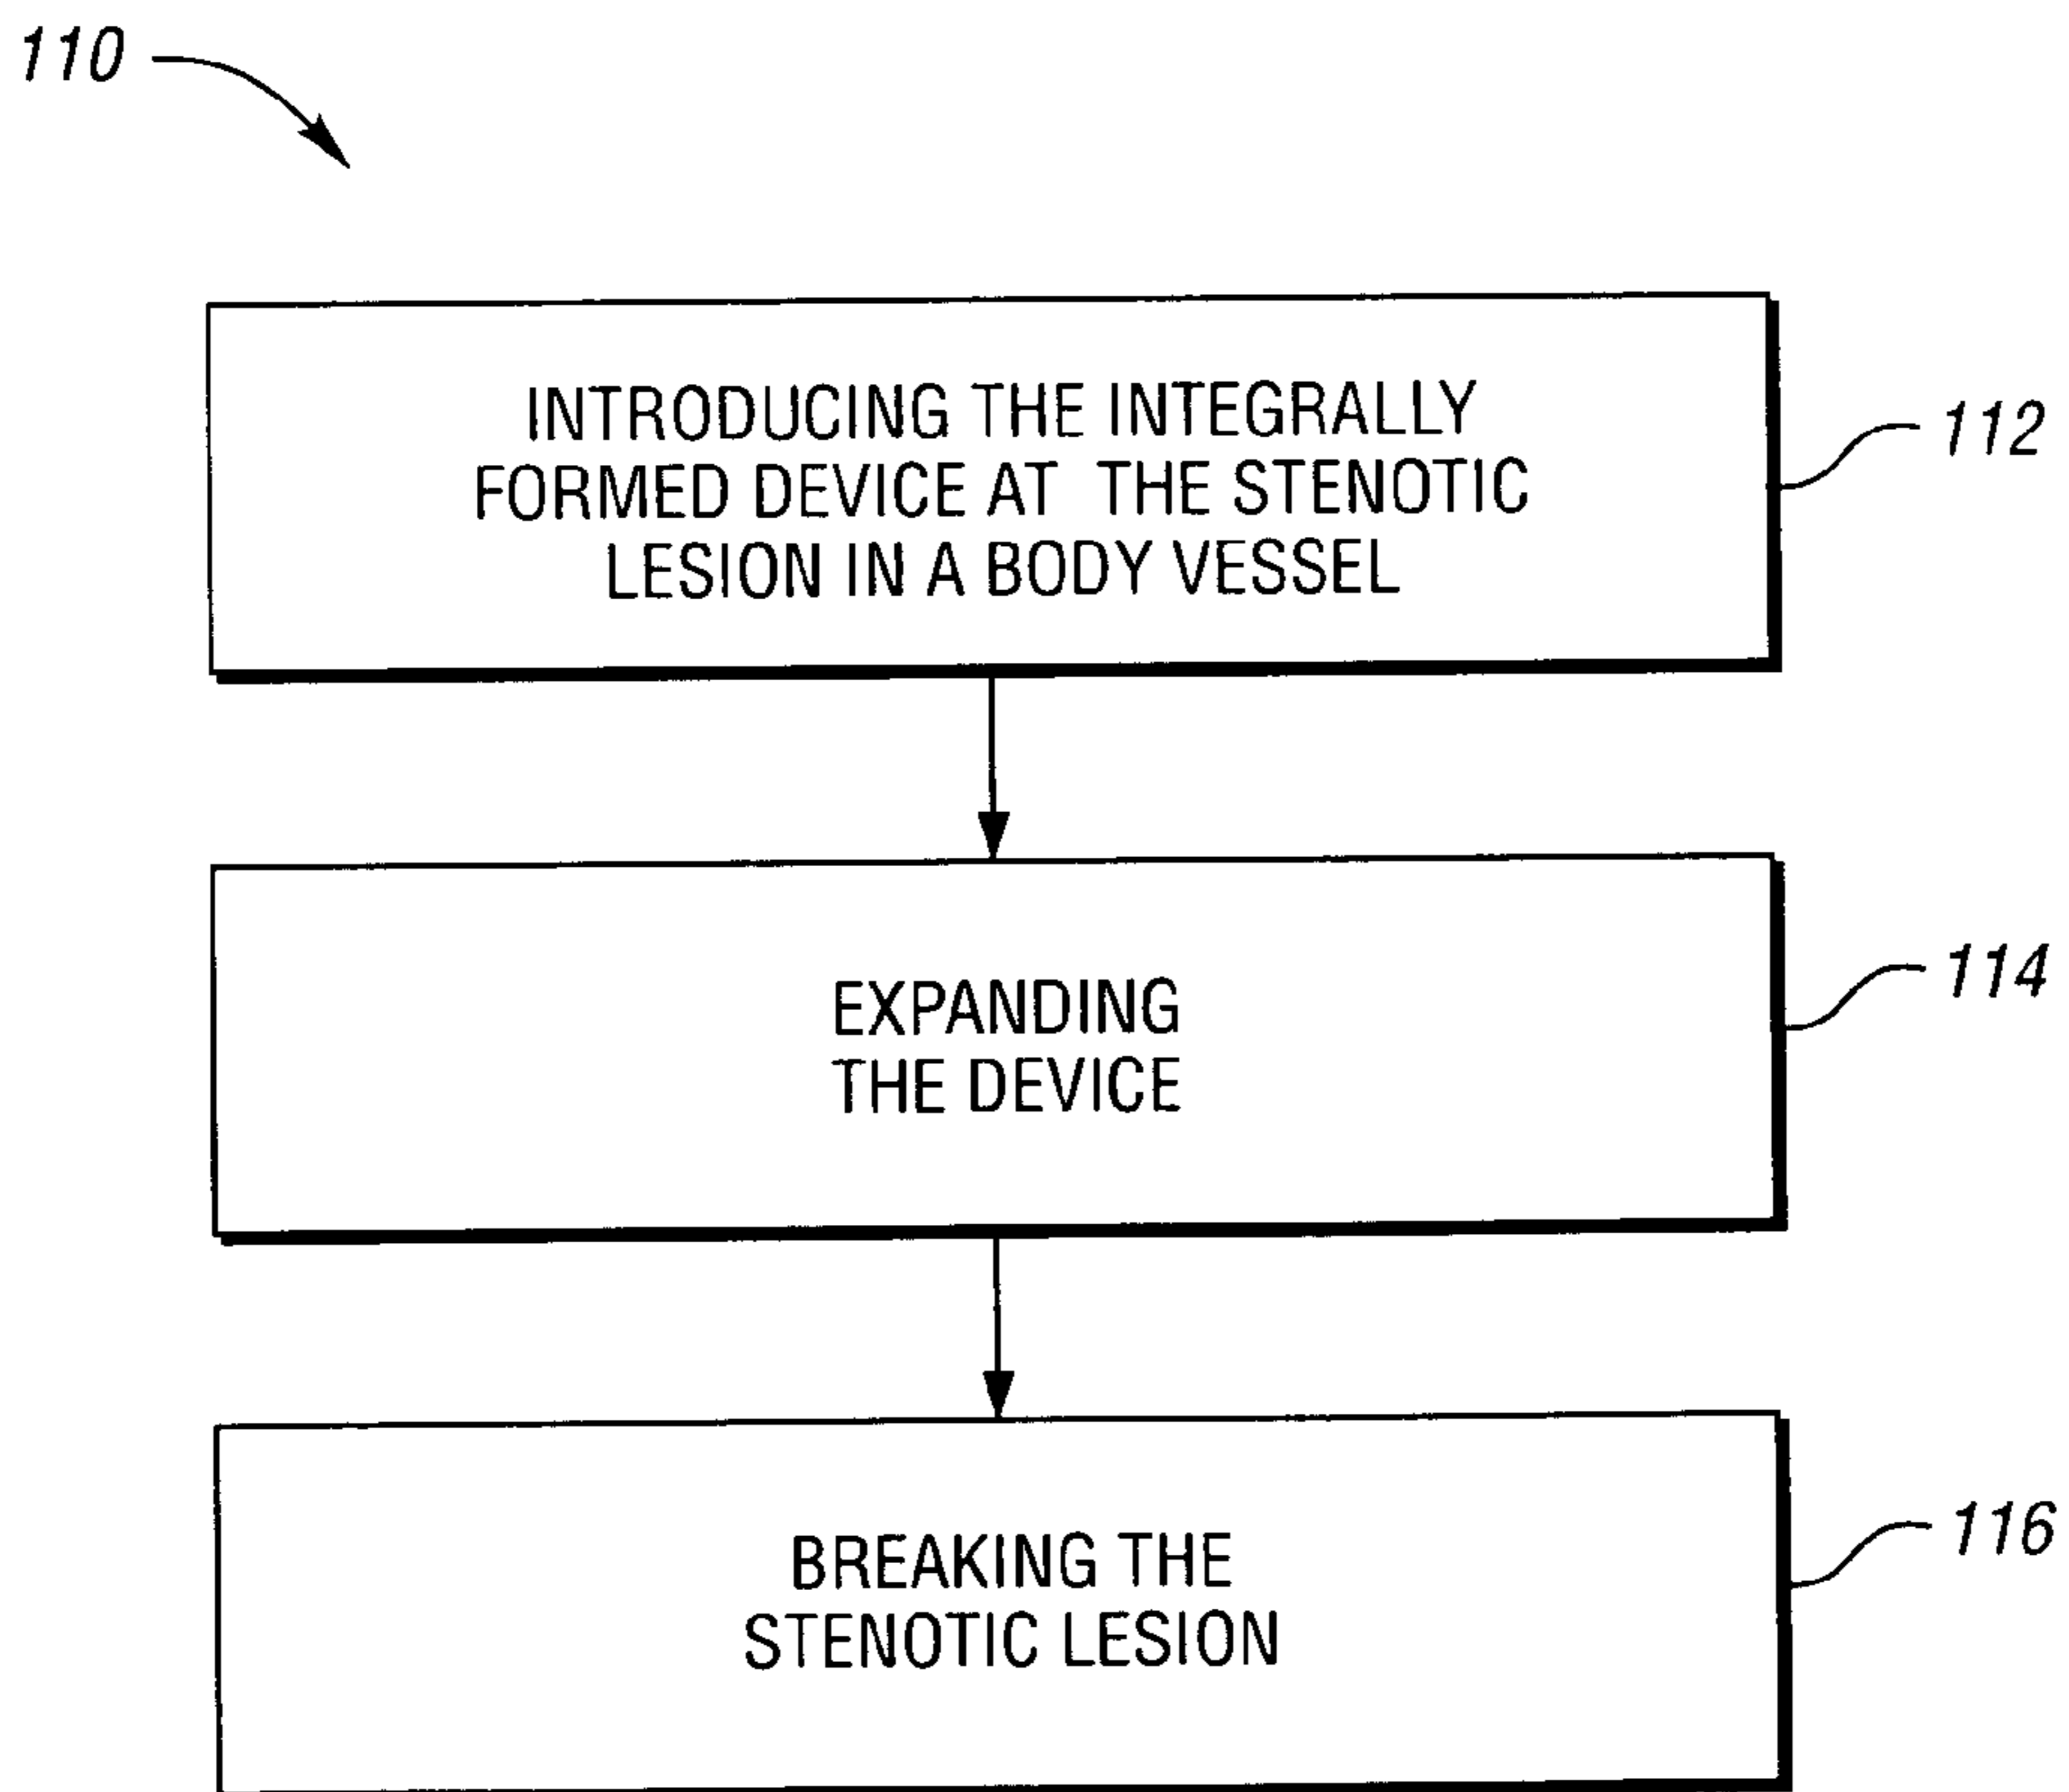 110
INTRODUCING THE INTEGRALLY
FORMED DEVICE AT THE STENOTIC
LESION IN A BODY VESSEL
112
EXPANDING
THE DEVICE
114
BREAKING THE
STENOTIC LESION
116